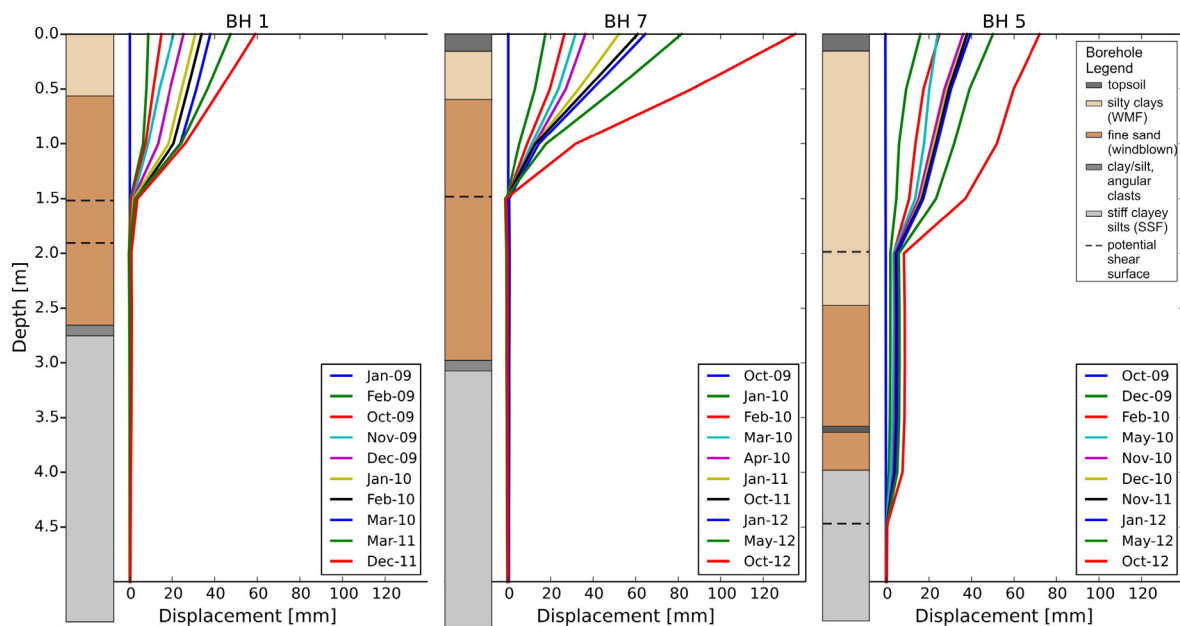 BH 1
BH 7
BH 5
Depth [m]
0.0
0.5
1.0
1.5
2.0
2.5
3.0
3.5
4.0
4.5
Jan-09
Feb-09
Oct-09
Nov-09
Dec-09
Jan-10
Feb-10
Mar-10
Mar-11
Dec-11
0 20 40 60 80 100 120
Displacement [mm]
Oct-09
Jan-10
Feb-10
Mar-10
Apr-10
Jan-11
Oct-11
Jan-12
May-12
Oct-12
0 20 40 60 80 100 120
Displacement [mm]
Borehole
Legend
topsoil
silty clays
(WMF)
fine sand
(windblown)
clay/silt,
angular
clasts
stiff clayey
silts (SSF)
potential
shear
surface
Oct-09
Dec-09
Feb-10
May-10
Nov-10
Dec-10
Nov-11
Jan-12
May-12
Oct-12
0 20 40 60 80 100 120
Displacement [mm]